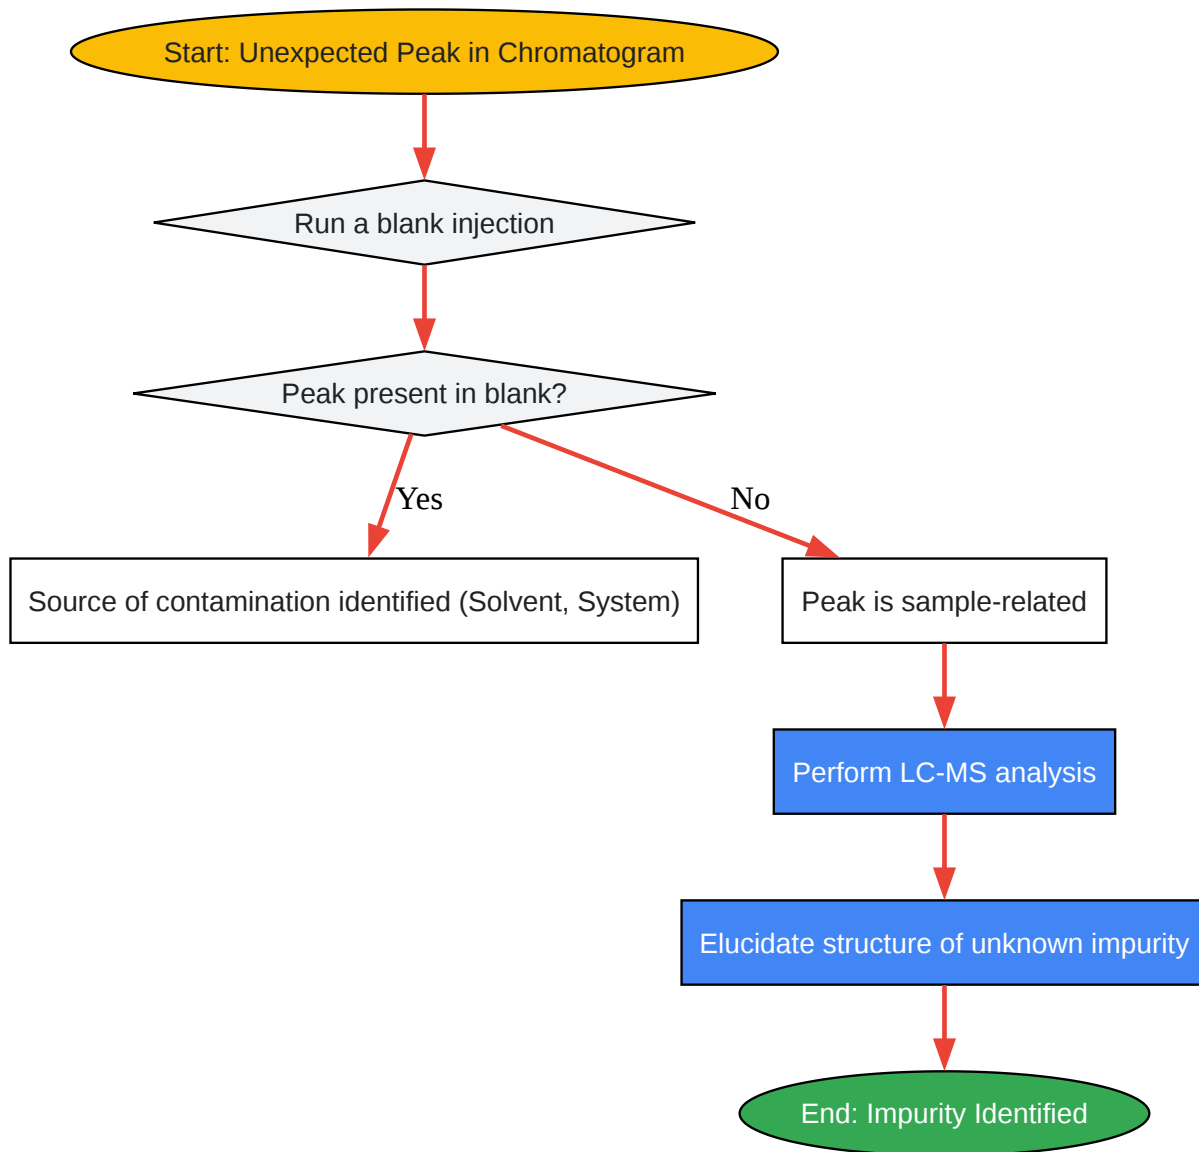 Start: Unexpected Peak in Chromatogram
Run a blank injection
Peak present in blank?
Yes
No
Source of contamination identified (Solvent, System)
Peak is sample-related
Perform LC-MS analysis
Elucidate structure of unknown impurity
End: Impurity Identified